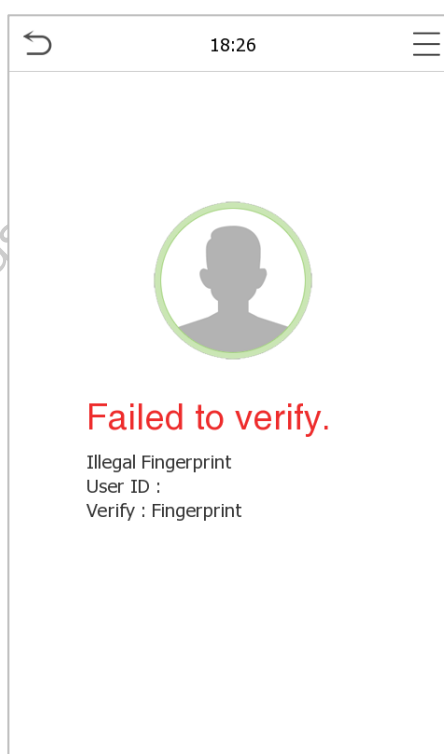 18:26
Failed to verify.
Illegal Fingerprint
User ID :
Verify : Fingerprint